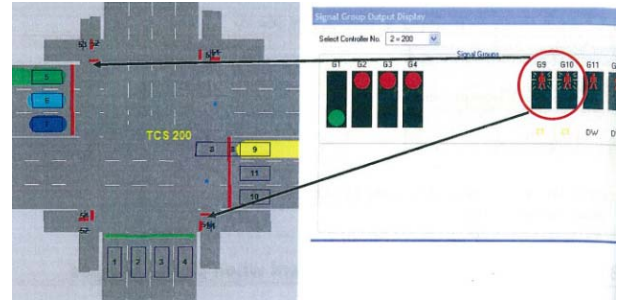 Signal Group Output Display
Select Controller No. 2 = 200
Signal Groups
G1 G2 G3 G4 G9 G10 G11 G
DW D
5
6
TCS 200
8 8 9
11
10
1 2 3 4